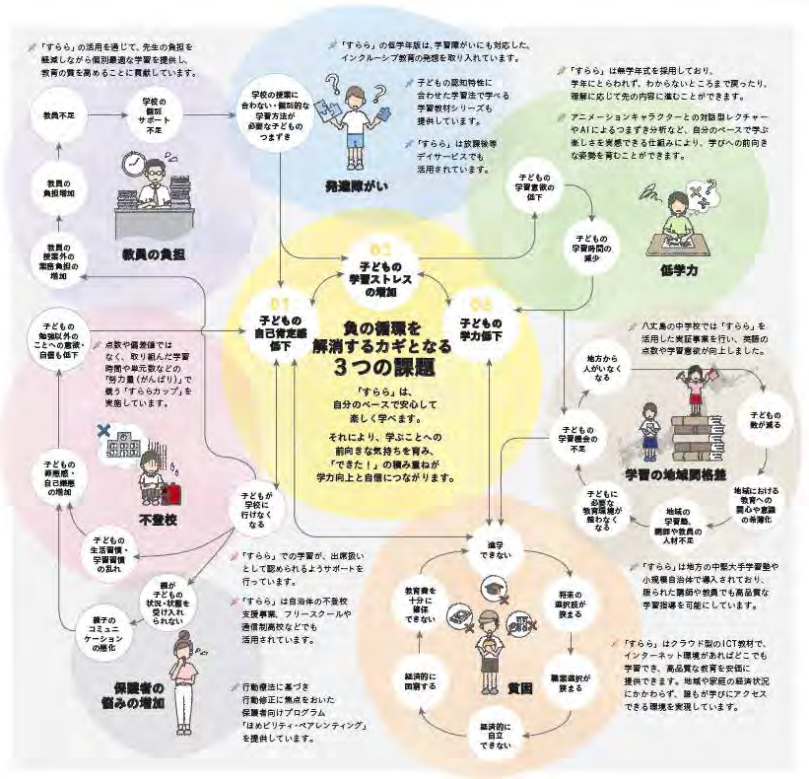 「すらら」の活用を通じて、先生の負担を
軽減しながら個別最適な学習を提供し、
教育の質を高めることに貢献しています。
教員不足
学校の
個別
サポート
不足
教員の
負担増加
教員の
授業外の
業務負担の
増加
教員の負担
「すらら」の低学年版は、学習障がいにも対応した、
インクルーシブ教育の発想を取り入れています。
学校の授業に
合わない・個別的な
学習方法が
必要な子どもの
つまずき
子どもの認知特性に
合わせた学習法で学べる
学習教材シリーズも
提供しています。
「すらら」は放課後等
デイサービスでも
活用されています。
発達障がい
「すらら」は無学年式を採用しており、
学年にとらわれず、わからないところまで戻ったり、
理解に応じて先の内容に進むことができます。
アニメーションキャラクターとの対話型レクチャー
やAIによるつまずき分析など、自分のペースで学ぶ
楽しさを実感できる仕組みにより、学びへの前向き
な姿勢を育むことができます。
子どもの
学習意欲の
低下
子どもの
学習時間の
減少
低学力
01
子どもの
自己肯定感
低下
02
子どもの
学習ストレス
の増加
03
子どもの
学力低下
負の循環を
解消するカギとなる
3つの課題
「すらら」は、
自分のペースで安心して
楽しく学べます。
それにより、学ぶことへの
前向きな気持ちを育み、
「できた！」の積み重ねが
学力向上と自信につながります。
子どもの
勉強以外の
ことへの意欲・
自信も低下
点数や偏差値では
なく、取り組んだ学習
時間や単元数などの
「努力量（がんばり）」で
競う「すららカップ」を
実施しています。
子どもの
罪悪感・
自己嫌悪
の増加
不登校
子どもが
学校に
行けなく
なる
子どもの
生活習慣・
学習習慣
の乱れ
親が
子どもの
状況・状態を
受け入れ
られない
親子の
コミュニ
ケーション
の悪化
保護者の
悩みの増加
「すらら」での学習が、出席扱い
として認められるようサポートを
行っています。
「すらら」は自治体の不登校
支援事業、フリースクールや
通信制高校などでも
活用されています。
行動療法に基づき
行動修正に焦点をおいた
保護者向けプログラム
「ほめビリティ・ペアレンティング」
を提供しています。
八丈島の中学校では「すらら」を
活用した実証事業を行い、英語の
点数や学習意欲が向上しました。
地方から
人がいなく
なる
子どもの
数が減る
地域における
教育への
関心や意識
の希薄化
地域の
学習塾、
講師や教員の
人材不足
子どもに
必要な
教育環境が
整わなくなる
子どもの
学習機会の
不足
学習の地域間格差
「すらら」は地方の中堅大手学習塾や
小規模自治体で導入されており、
限られた講師や教員でも高品質な
学習指導を可能にしています。
「すらら」はクラウド型のICT教材で、
インターネット環境があればどこでも
学習でき、高品質な教育を安価に
提供できます。地域や家庭の経済状況
にかかわらず、誰もが学びにアクセス
できる環境を実現しています。
進学
できない
将来の
選択肢が
狭まる
職業選択が
狭まる
経済的に
自立
できない
経済的に
困窮する
教育費を
十分に
確保
できない
貧困